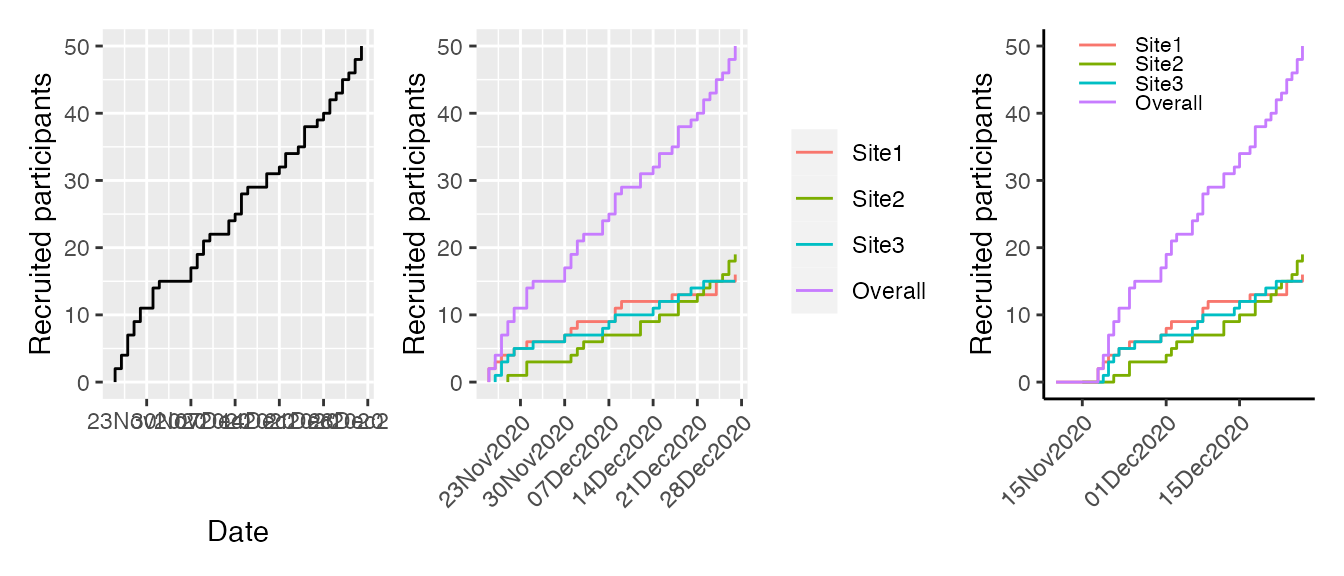 50
40
30
20
10
0
Recruited participants
Date
50
40
30
20
10
0
Recruited participants
23Nov2020
30Nov2020
07Dec2020
14Dec2020
21Dec2020
28Dec2020
Site1
Site2
Site3
Overall
50
40
30
20
10
0
Recruited participants
Site1
Site2
Site3
Overall
15Nov2020
01Dec2020
15Dec2020